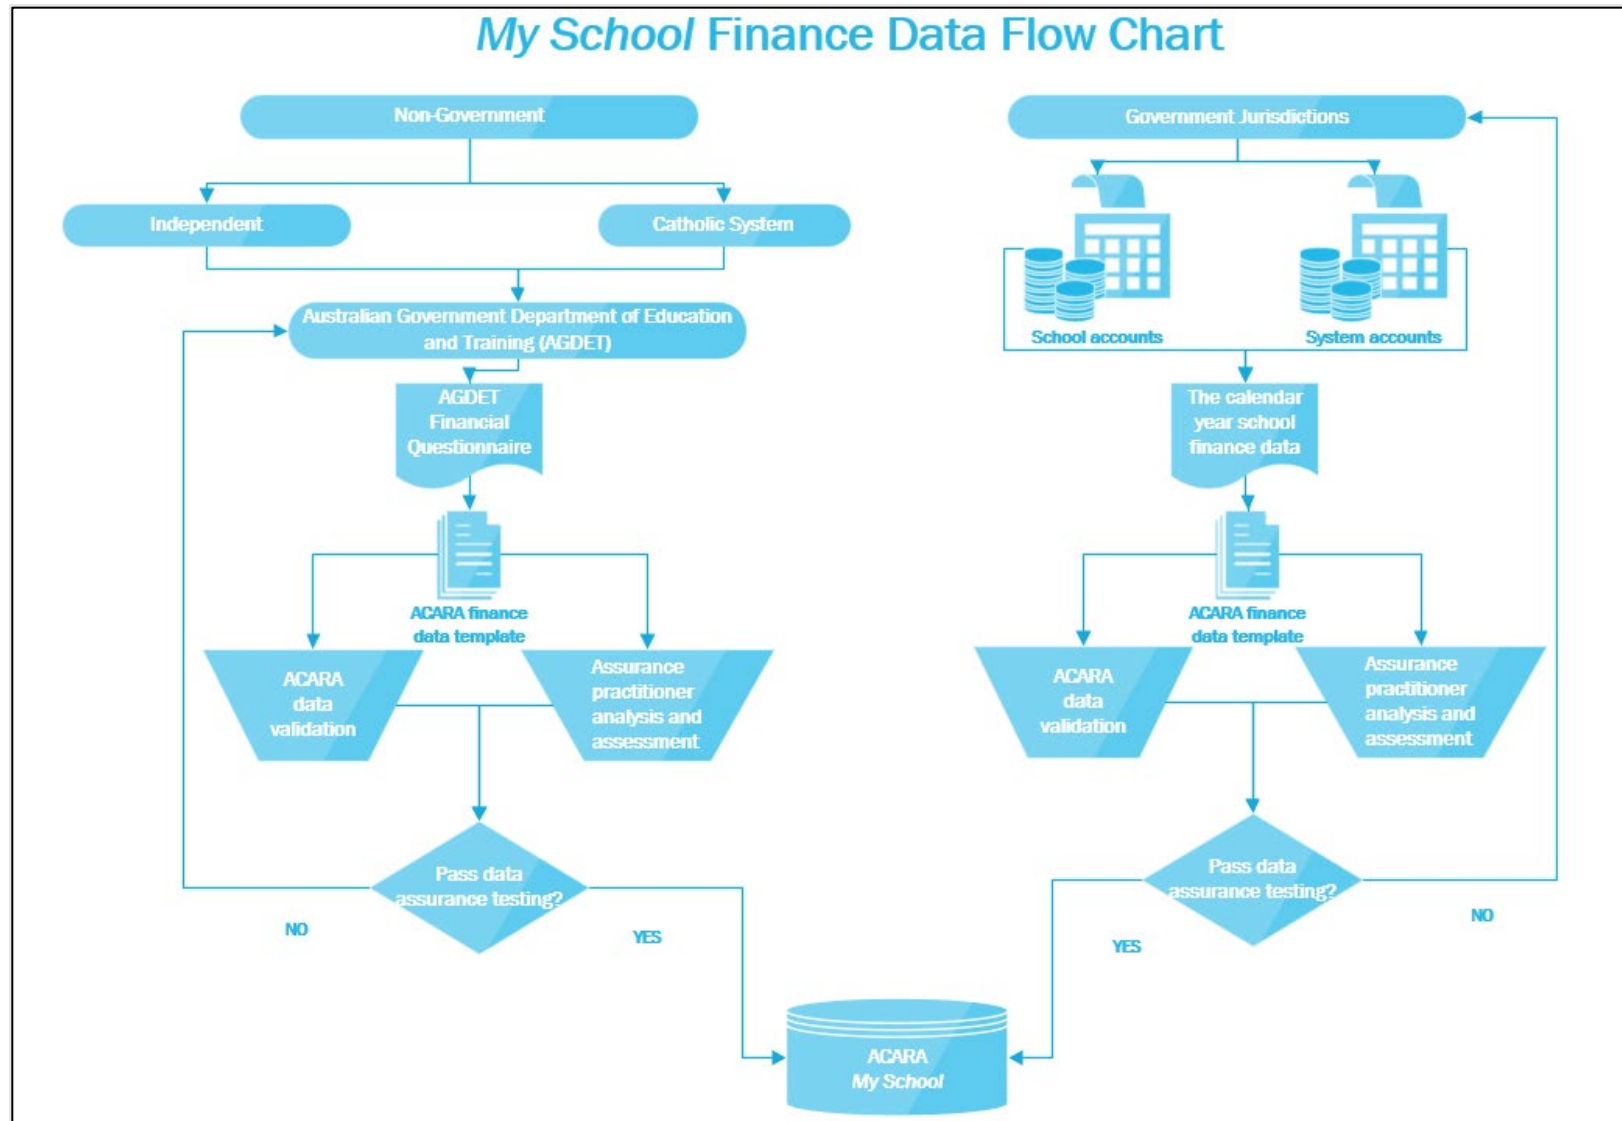 My School Finance Data Flow Chart
Non-Government
Government Jurisdictions
Independent
Catholic System
Australian Government Department of Education
and Training (AGDET)
School accounts
System accounts
AGDET
Financial
Questionnaire
The calendar
year school
finance data
ACARA finance
data template
ACARA finance
data template
ACARA
data
validation
Assurance
practitioner
analysis and
assessment
ACARA
data
validation
Assurance
practitioner
analysis and
assessment
Pass data
assurance testing?
Pass data
assurance testing?
NO
YES
YES
NO
ACARA
My School